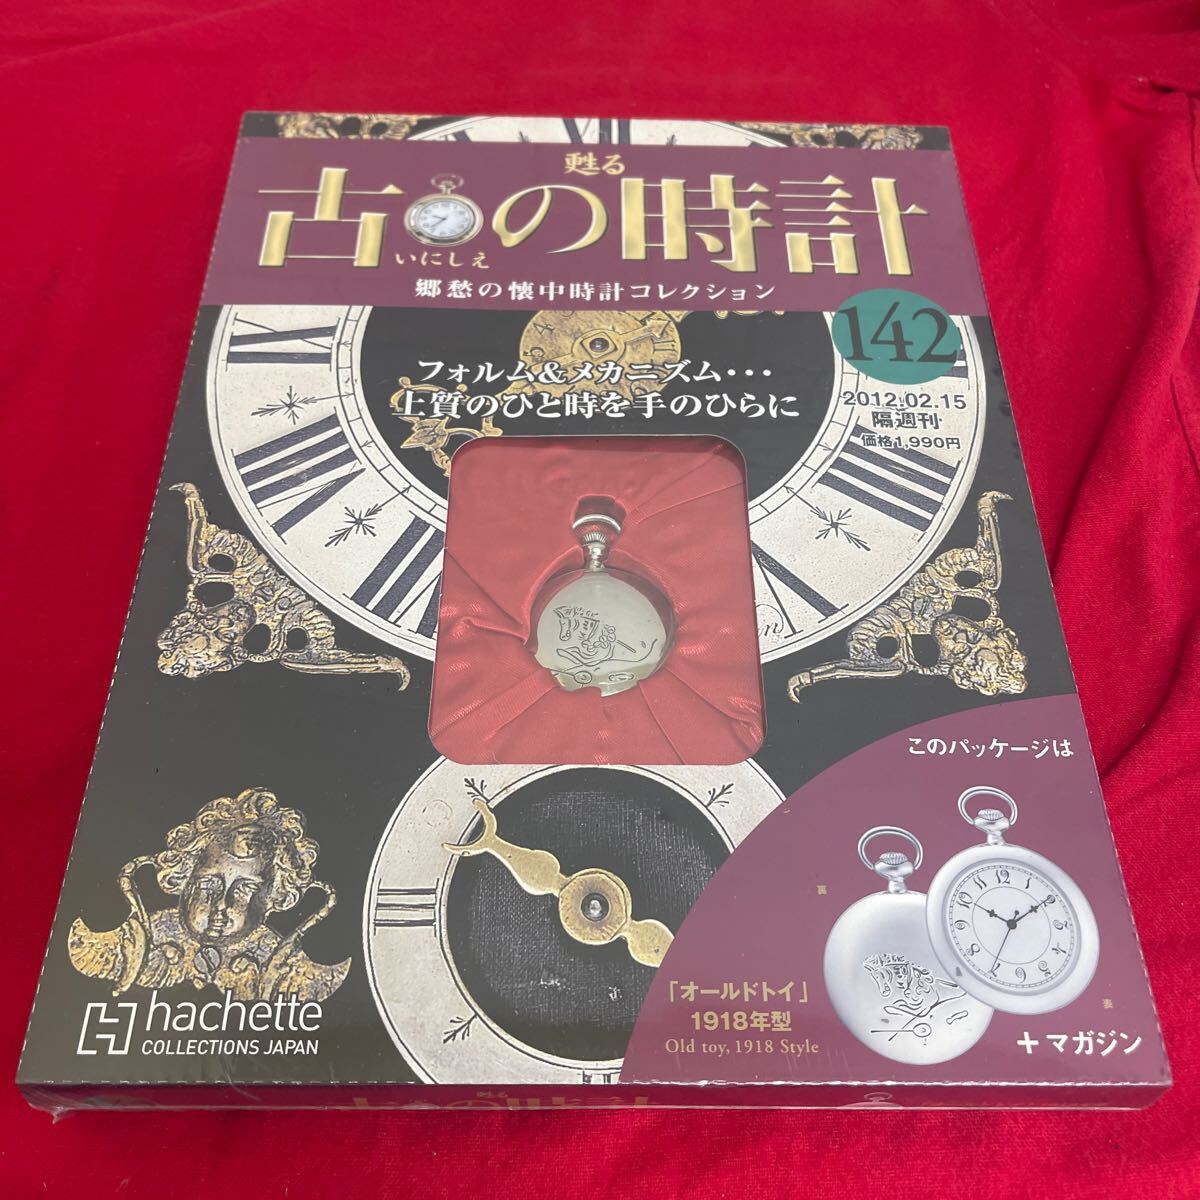 甦る
古の時計
いにしえ
郷愁の懐中時計コレクション
142
2012.02.15
隔週刊
価格1,990円
フォルム&メカニズム・・・
上質のひと時を手のひらに
このパッケージは
裏
表
「オールドトイ」
1918年型
Old toy, 1918 Style
+マガジン
hachette
COLLECTIONS JAPAN